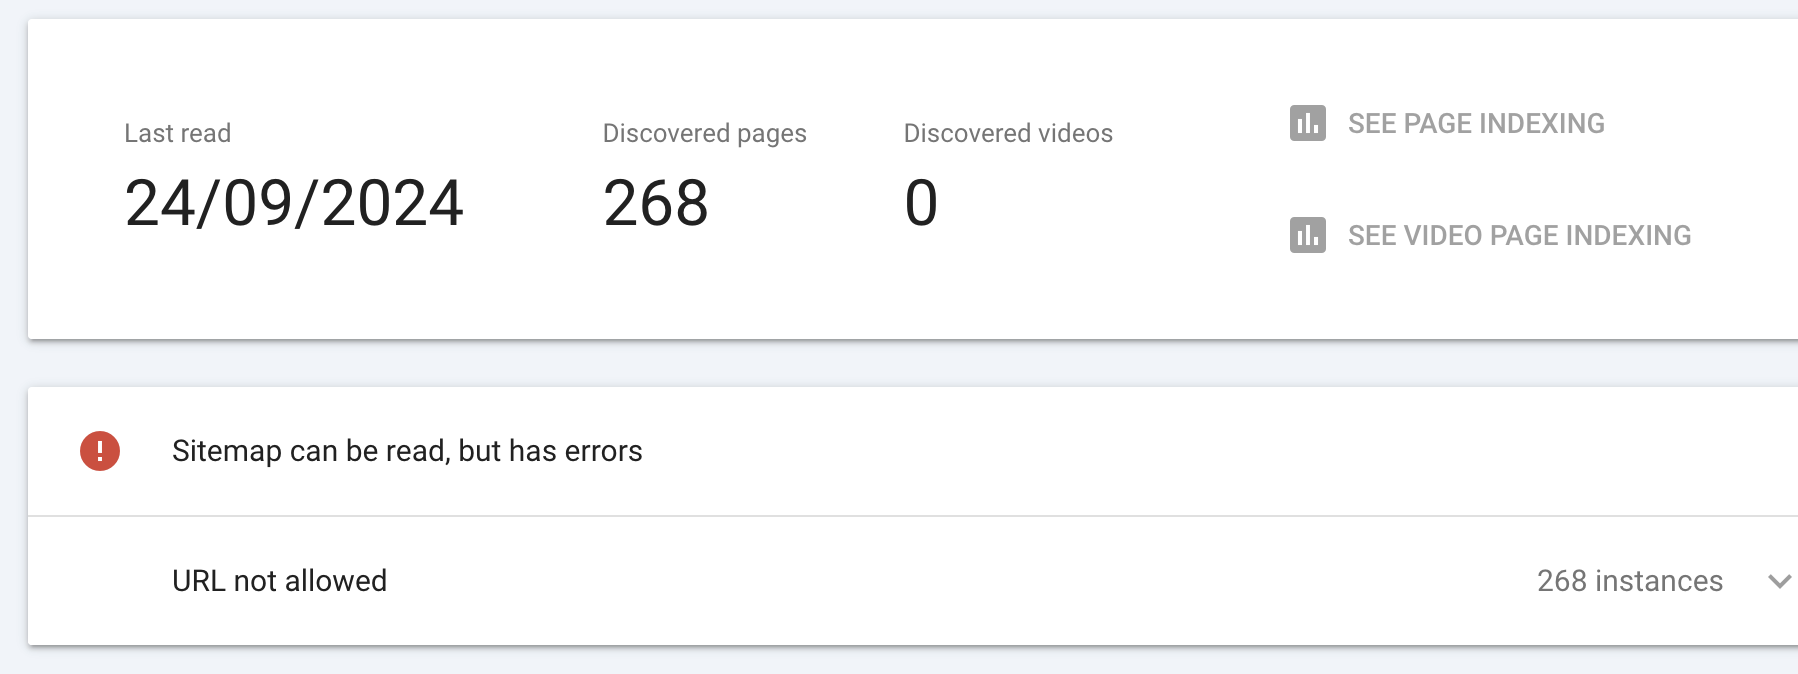 Last read
24/09/2024
Discovered pages
268
Discovered videos
0
SEE PAGE INDEXING
SEE VIDEO PAGE INDEXING
Sitemap can be read, but has errors
URL not allowed
268 instances